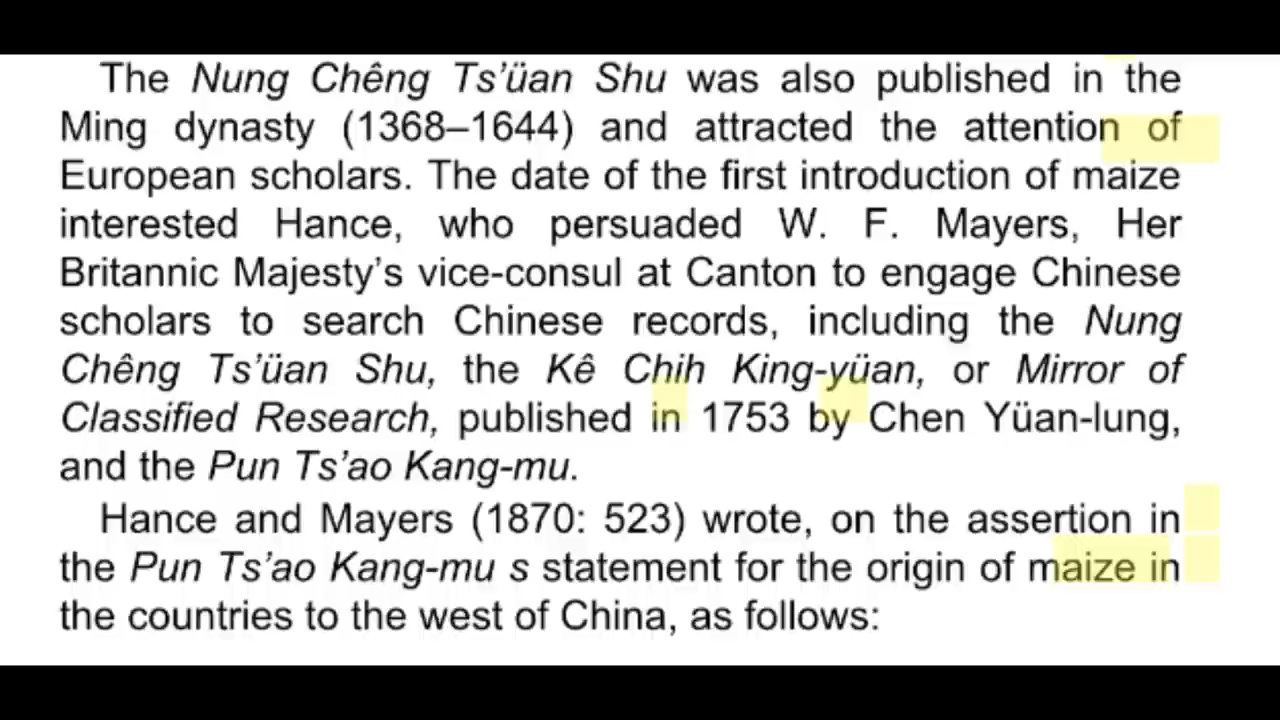 The Nung Chêng Ts’üan Shu was also published in the
Ming dynasty (1368–1644) and attracted the attention of
European scholars. The date of the first introduction of maize
interested Hance, who persuaded W. F. Mayers, Her
Britannic Majesty’s vice-consul at Canton to engage Chinese
scholars to search Chinese records, including the Nung
Chêng Ts’üan Shu, the Kê Chih King-yüan, or Mirror of
Classified Research, published in 1753 by Chen Yüan-lung,
and the Pun Ts’ao Kang-mu.
Hance and Mayers (1870: 523) wrote, on the assertion in
the Pun Ts’ao Kang-mu s statement for the origin of maize in
the countries to the west of China, as follows: